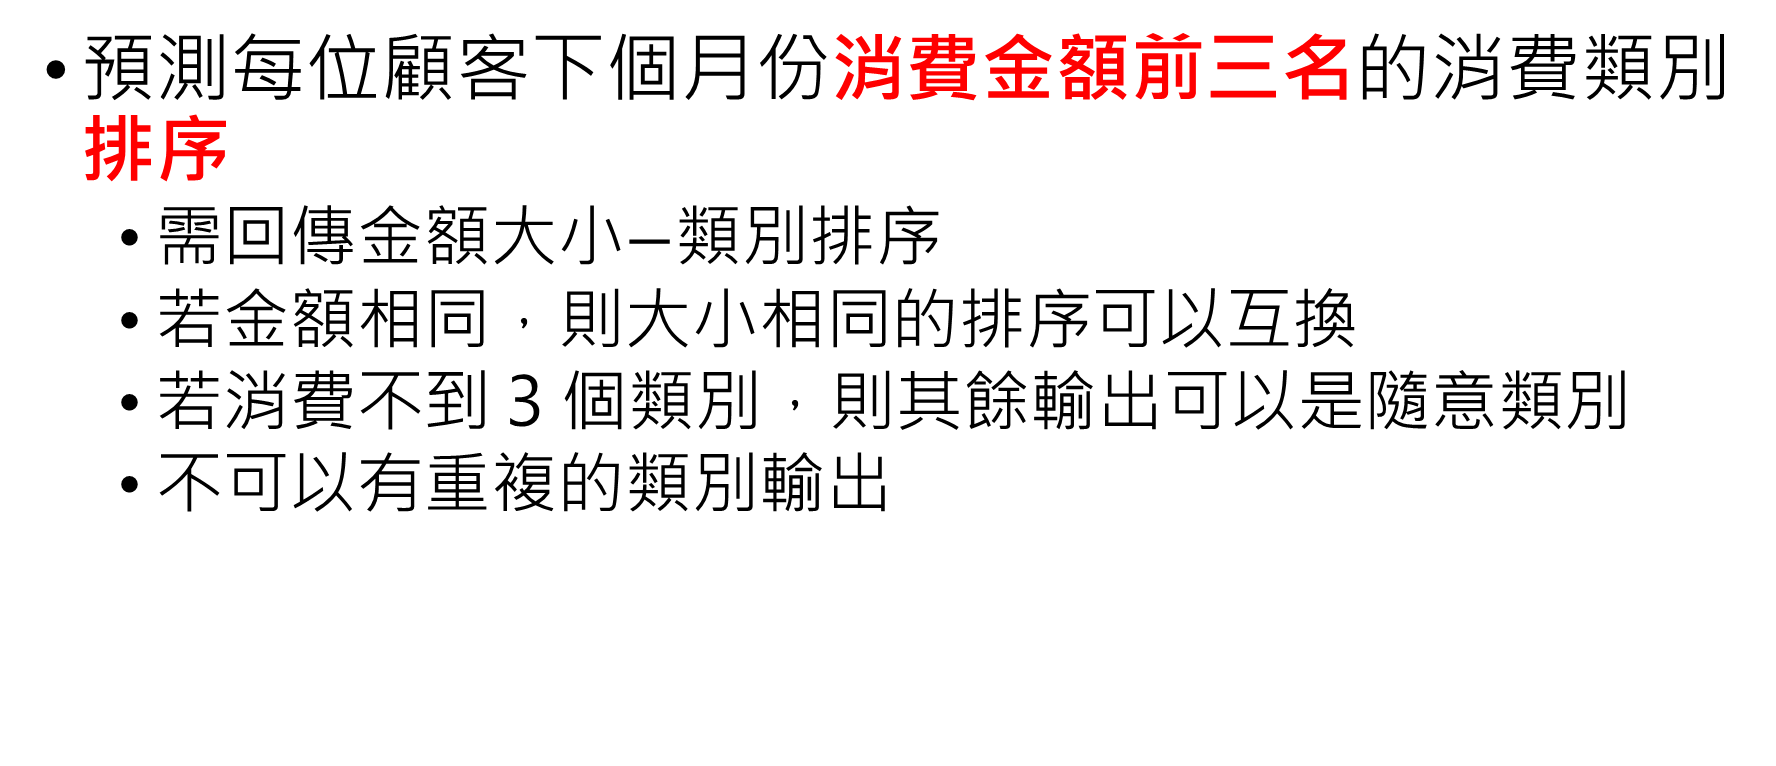 • 預測每位顧客下個月份消費金額前三名的消費類別
排序
• 需回傳金額大小–類別排序
• 若金額相同，則大小相同的排序可以互換
• 若消費不到 3 個類別，則其餘輸出可以是隨意類別
• 不可以有重複的類別輸出